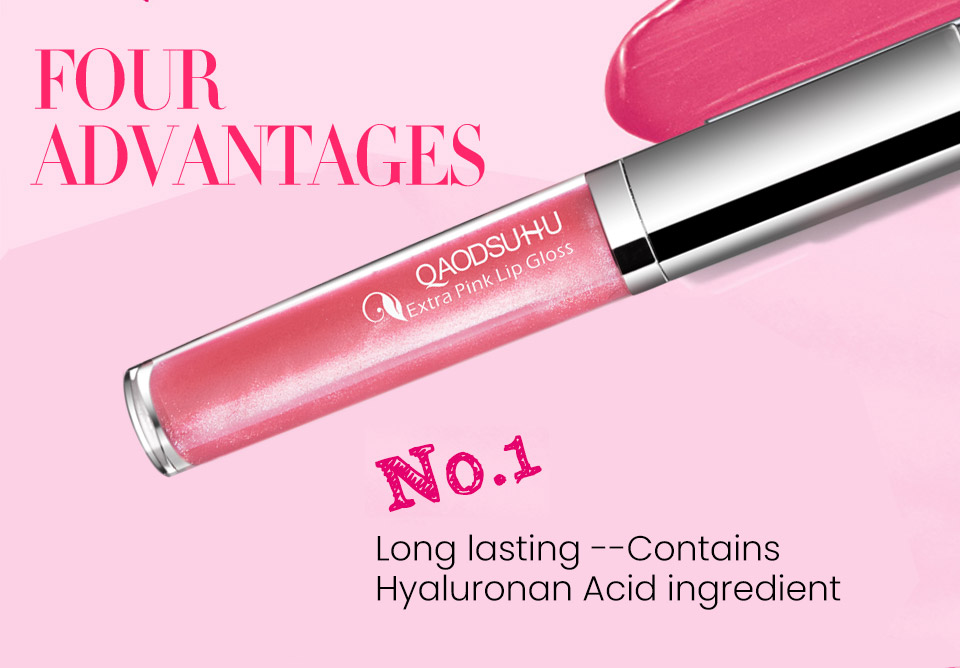 FOUR
ADVANTAGES
QAODSUHU
Extra Pink Lip Gloss
No.1
Long lasting --Contains
Hyaluronan Acid ingredient